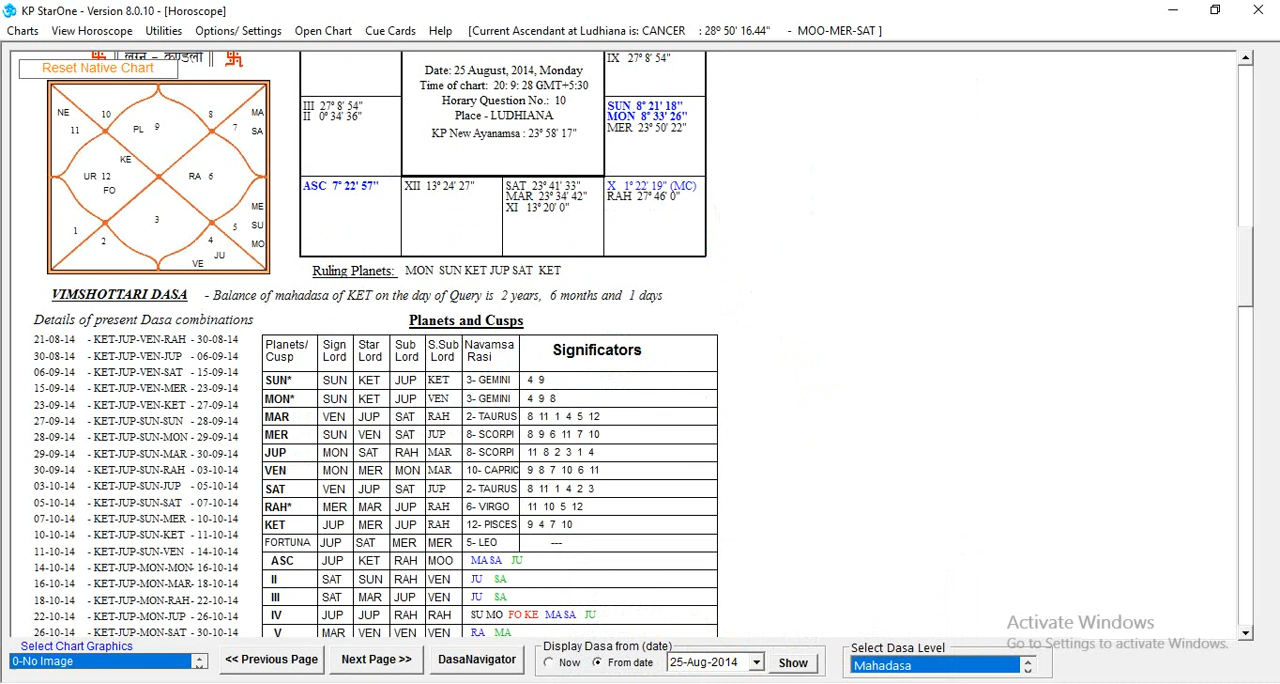 KP StarOne - Version 8.0.10 - [Horoscope]
Charts View Horoscope Utilities Options/ Settings Open Chart Cue Cards Help [Current Ascendant at Ludhiana is: CANCER : 28° 50' 16.44" - MOO-MER-SAT ]
|| लग्न - कुण्डली ||
Reset Native Chart
NE 10 8 MA
11 PL 9 7 SA
KE
UR 12 RA 6
FO
3 ME
1 5 SU
2 4 MO
JU
VE
IX 27° 8' 54"
Date: 25 August, 2014, Monday
Time of chart: 20: 9: 28 GMT+5:30
Horary Question No.: 10
Place - LUDHIANA
KP New Ayanamsa : 23° 58' 17"
III 27° 8' 54"
II 0° 34' 36"
SUN 8° 21' 18"
MON 8° 33' 26"
MER 23° 50' 22"
ASC 7° 22' 57"
XII 13° 24' 27"
SAT 23° 41' 33"
MAR 23° 34' 42"
XI 13° 20' 0"
X 1° 22' 19" (MC)
RAH 27° 46' 0"
Ruling Planets: MON SUN KET JUP SAT KET
VIMSHOTTARI DASA - Balance of mahadasa of KET on the day of Query is 2 years, 6 months and 1 days
Details of present Dasa combinations
21-08-14 - KET-JUP-VEN-RAH - 30-08-14
30-08-14 - KET-JUP-VEN-JUP - 06-09-14
06-09-14 - KET-JUP-VEN-SAT - 15-09-14
15-09-14 - KET-JUP-VEN-MER - 23-09-14
23-09-14 - KET-JUP-VEN-KET - 27-09-14
27-09-14 - KET-JUP-SUN-SUN - 28-09-14
28-09-14 - KET-JUP-SUN-MON - 29-09-14
29-09-14 - KET-JUP-SUN-MAR - 30-09-14
30-09-14 - KET-JUP-SUN-RAH - 03-10-14
03-10-14 - KET-JUP-SUN-JUP - 05-10-14
05-10-14 - KET-JUP-SUN-SAT - 07-10-14
07-10-14 - KET-JUP-SUN-MER - 10-10-14
10-10-14 - KET-JUP-SUN-KET - 11-10-14
11-10-14 - KET-JUP-SUN-VEN - 14-10-14
14-10-14 - KET-JUP-MON-MON- 16-10-14
16-10-14 - KET-JUP-MON-MAR- 18-10-14
18-10-14 - KET-JUP-MON-RAH- 22-10-14
22-10-14 - KET-JUP-MON-JUP - 26-10-14
26-10-14 - KET-JUP-MON-SAT - 30-10-14
Planets and Cusps
Planets/ Cusp Sign Lord Star Lord Sub Lord S.Sub Lord Navamsa Rasi Significators
SUN* SUN KET JUP KET 3- GEMINI 4 9
MON* SUN KET JUP VEN 3- GEMINI 4 9 8
MAR VEN JUP SAT RAH 2- TAURUS 8 11 1 4 5 12
MER SUN VEN SAT JUP 8- SCORPI 8 9 6 11 7 10
JUP MON SAT RAH MAR 8- SCORPI 11 8 2 3 1 4
VEN MON MER MON MAR 10- CAPRIC 9 8 7 10 6 11
SAT VEN JUP SAT JUP 2- TAURUS 8 11 1 4 2 3
RAH* MER MAR JUP RAH 6- VIRGO 11 10 5 12
KET JUP MER JUP RAH 12- PISCES 9 4 7 10
FORTUNA JUP SAT MER MER 5- LEO ---
ASC JUP KET RAH MOO MA SA JU
II SAT SUN RAH VEN JU SA
III SAT MAR JUP VEN JU SA
IV JUP JUP RAH RAH SU MO FO KE MA SA JU
V MAR VEN VEN VEN RA MA
Activate Windows
Go to Settings to activate Windows.
Select Chart Graphics
0-No Image
<< Previous Page
Next Page >>
DasaNavigator
Display Dasa from (date)
Now From date 25-Aug-2014 Show
Select Dasa Level
Mahadasa